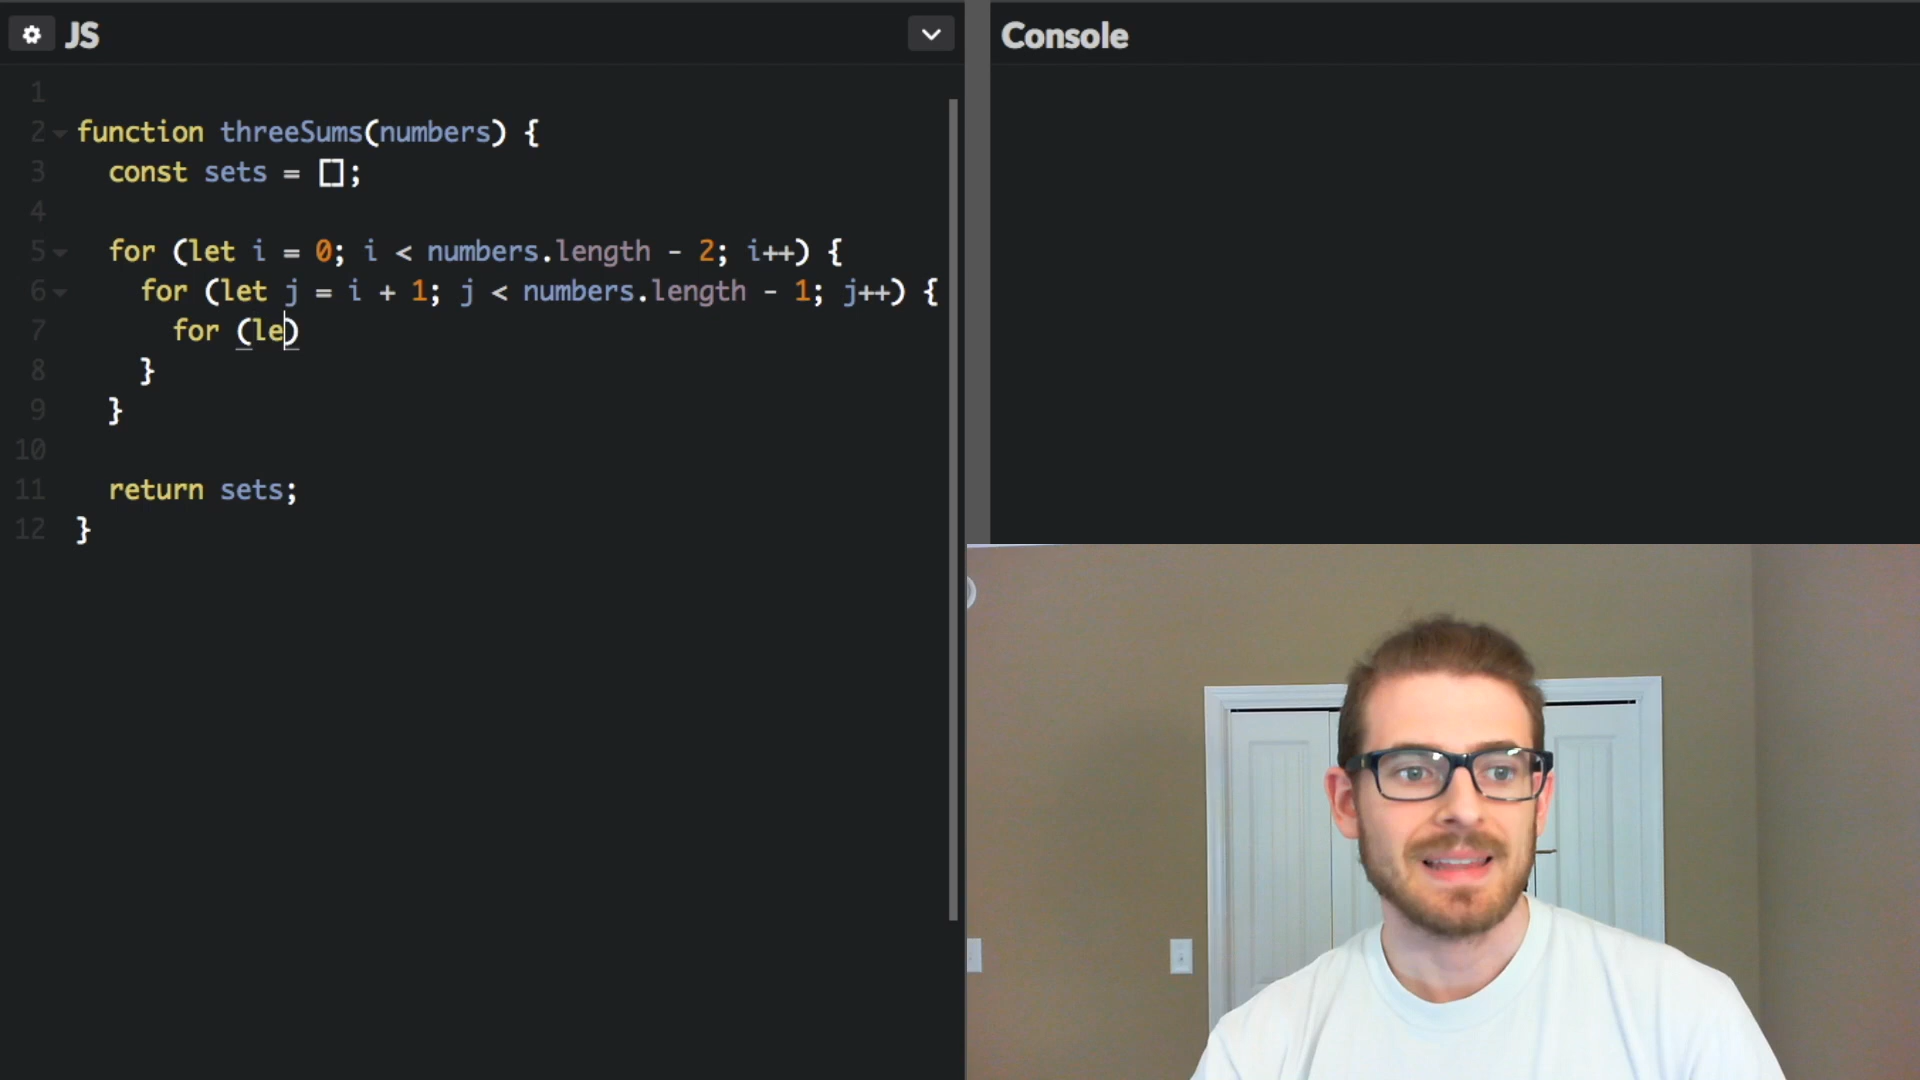 JS
1
2 function threeSums(numbers) {
3 const sets = [];
4
5 for (let i = 0; i < numbers.length - 2; i++) {
6 for (let j = i + 1; j < numbers.length - 1; j++) {
7 for (le)
8 }
9 }
10
11 return sets;
12 }
Console